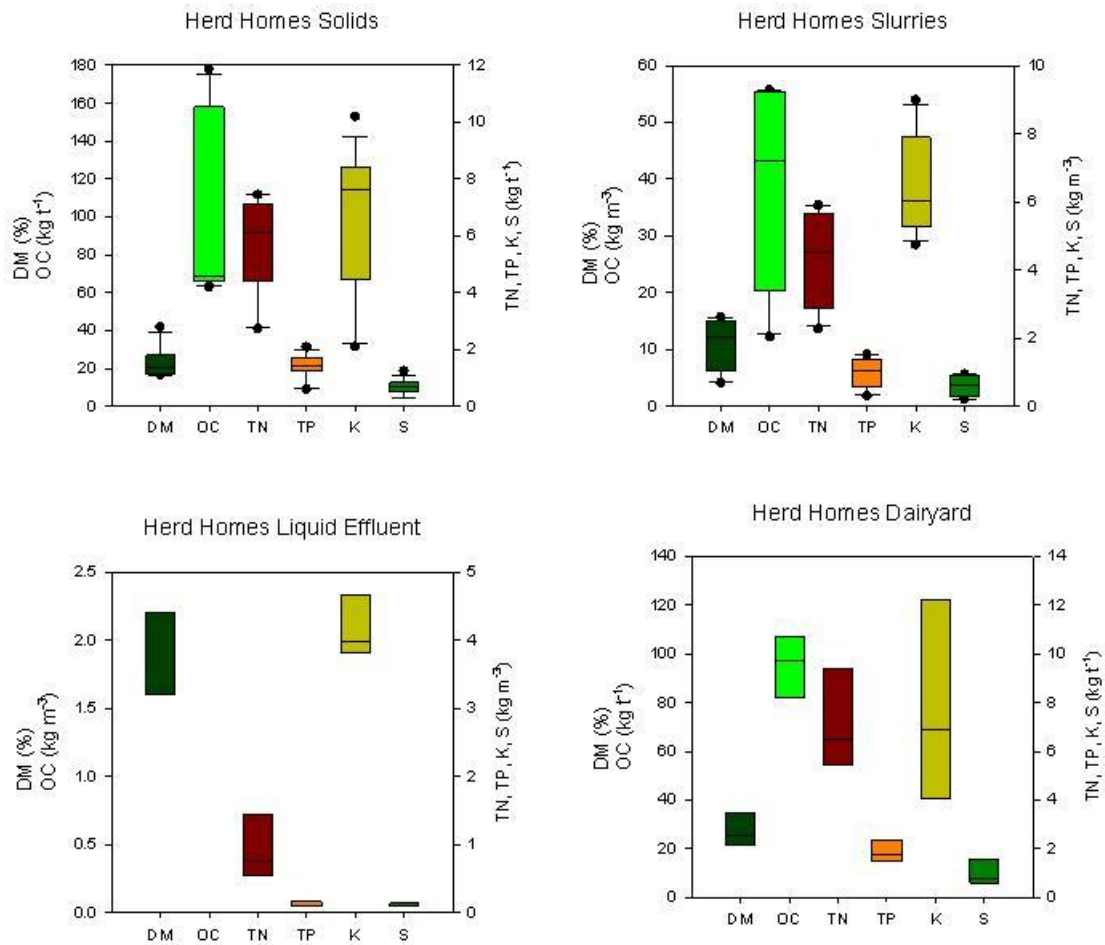 Herd Homes Solids
180
160
140
120
100
80
60
40
20
0
DM (%)
OC (kg t⁻¹)
12
10
8
6
4
2
0
TN, TP, K, S (kg t⁻¹)
DM OC TN TP K S
Herd Homes Slurries
60
50
40
30
20
10
0
DM (%)
OC (kg m⁻³)
10
8
6
4
2
0
TN, TP, K, S (kg m⁻³)
DM OC TN TP K S
Herd Homes Liquid Effluent
2.5
2.0
1.5
1.0
0.5
0.0
DM (%)
OC (kg m⁻³)
5
4
3
2
1
0
TN, TP, K, S (kg m⁻³)
DM OC TN TP K S
Herd Homes Dairyard
140
120
100
80
60
40
20
0
DM (%)
OC (kg t⁻¹)
14
12
10
8
6
4
2
0
TN, TP, K, S (kg t⁻¹)
DM OC TN TP K S